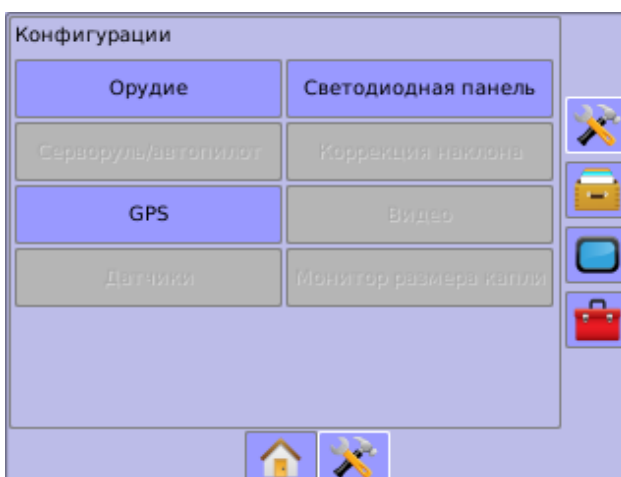 Конфигурации
Орудие
Светодиодная панель
Серворуль/автопилот
Коррекция наклона
GPS
Видео
Датчики
Монитор размера капли